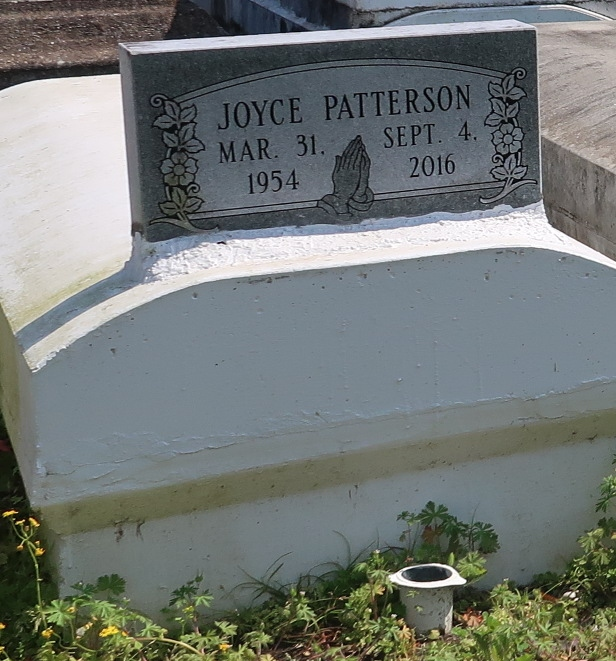 JOYCE PATTERSON
MAR. 31, SEPT. 4,
1954 2016